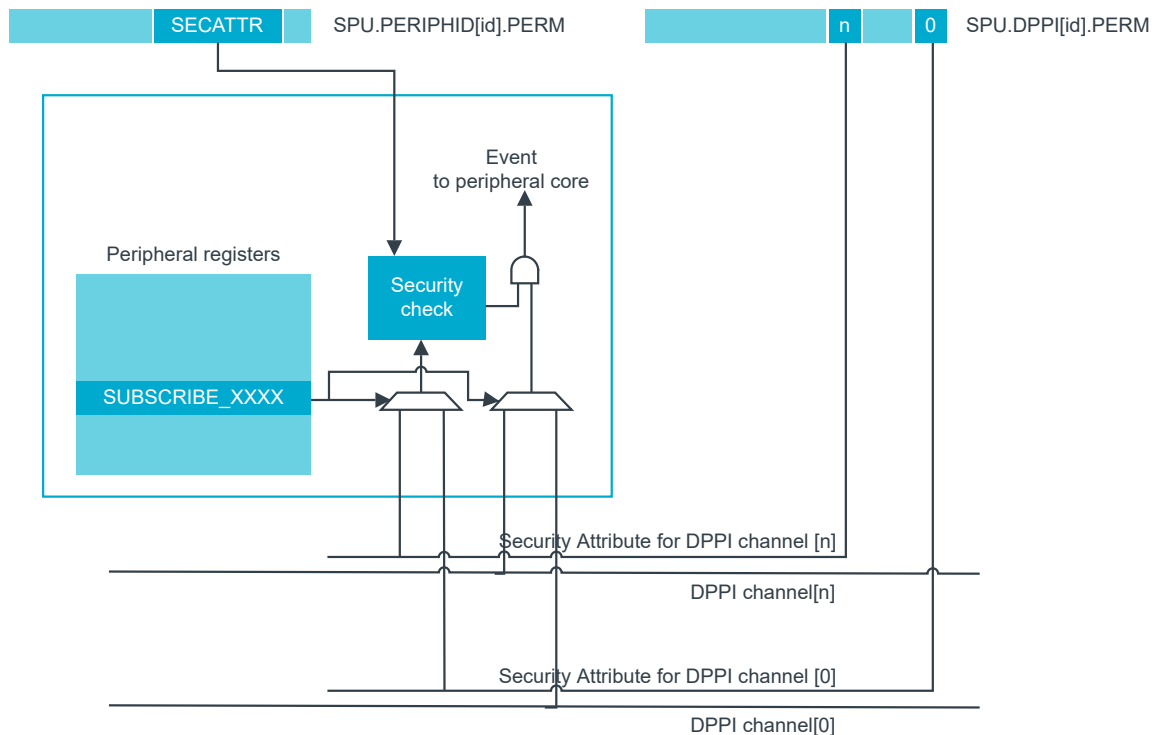 SECATTR
SPU.PERIPHID[id].PERM
n
0
SPU.DPPI[id].PERM
Event
to peripheral core
Peripheral registers
Security
check
SUBSCRIBE_XXXX
Security Attribute for DPPI channel [n]
DPPI channel[n]
Security Attribute for DPPI channel [0]
DPPI channel[0]